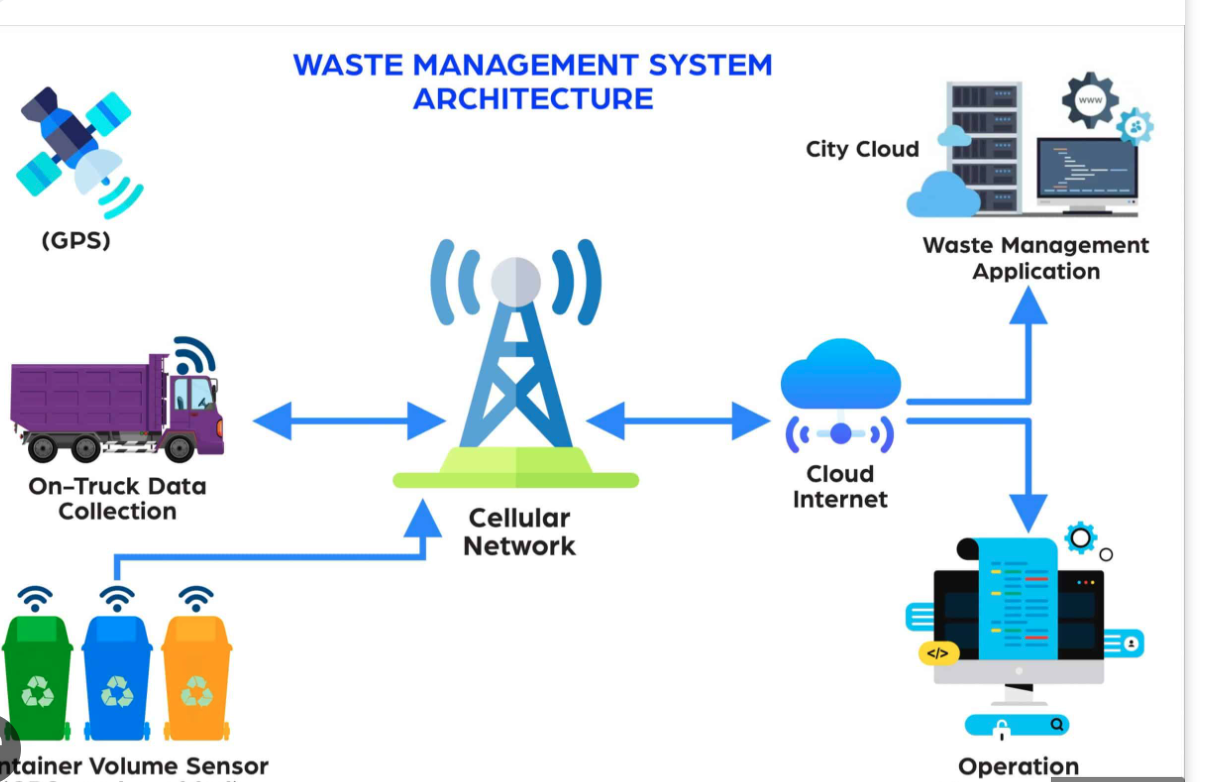 WASTE MANAGEMENT SYSTEM
ARCHITECTURE
(GPS)
City Cloud
www
Waste Management
Application
On-Truck Data
Collection
Cellular
Network
Cloud
Internet
</>
ntainer Volume Sensor
Operation